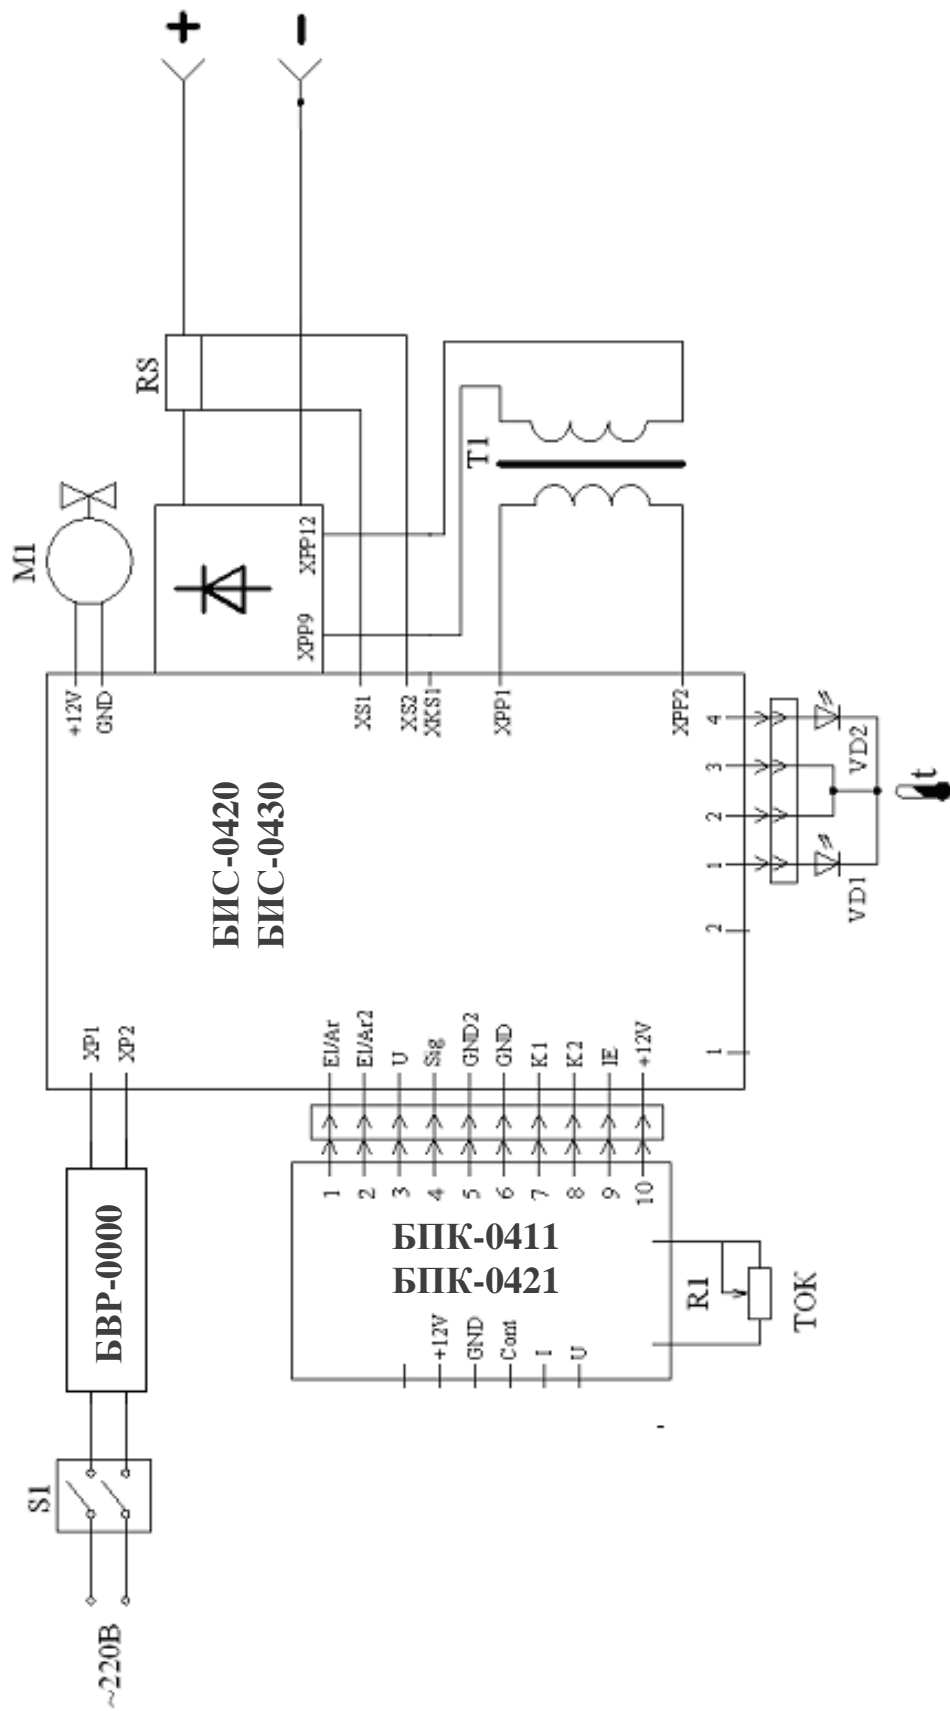 ~220В
S1
БВР-0000
XP1
XP2
+12V
GND
M1
RS
+
-
БИС-0420
БИС-0430
XPP9
XPP12
XS1
XS2
XKS1
XPP1
XPP2
T1
El/Ar
El/Ar2
U
Sig
GND2
GND
K1
K2
IE
+12V
1
2
3
4
5
6
7
8
9
10
БПК-0411
БПК-0421
+12V
GND
Cont
I
U
R1
ТОК
1
2
1
2
3
4
VD1
VD2
t